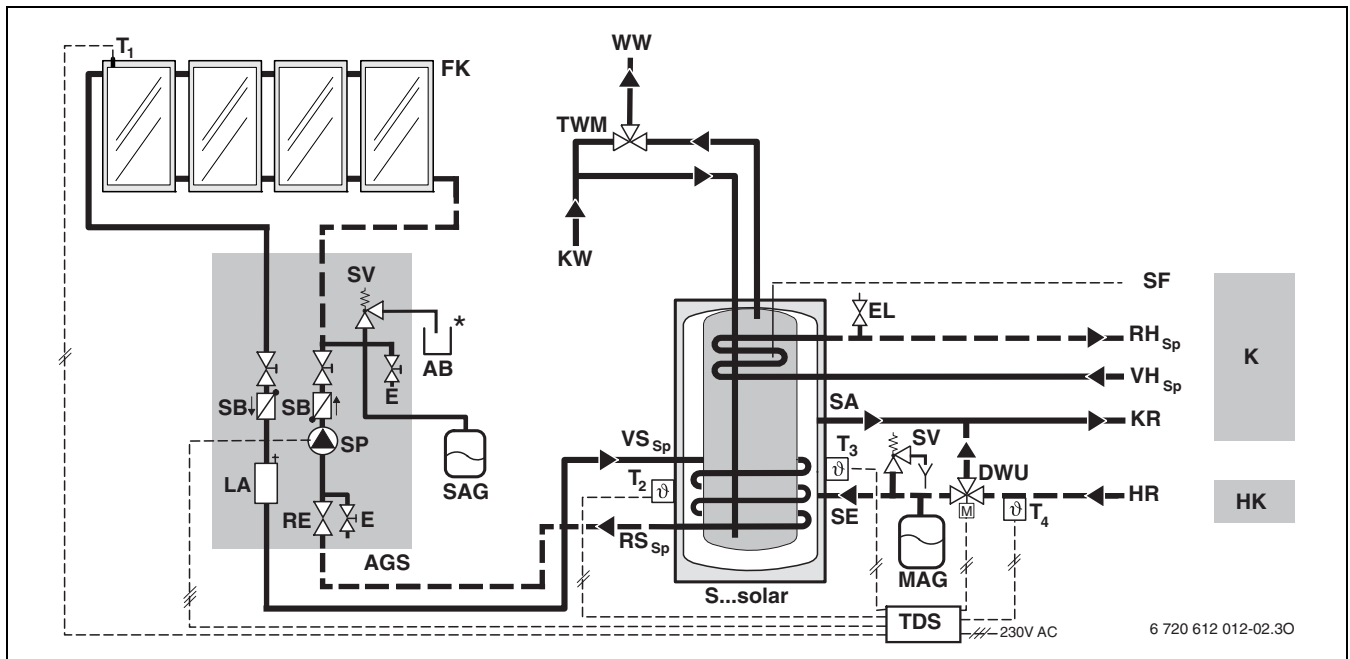 T1
FK
WW
TWM
KW
SV
AB
*
E
SB
SB
SP
SAG
LA
RE
E
AGS
SF
EL
RHSp
VHSp
K
SA
KR
VSSp
T2
ϑ
T3
ϑ
SV
DWU
M
HR
HK
SE
ϑ
T4
RSSp
MAG
S...solar
TDS
230V AC
6 720 612 012-02.3O